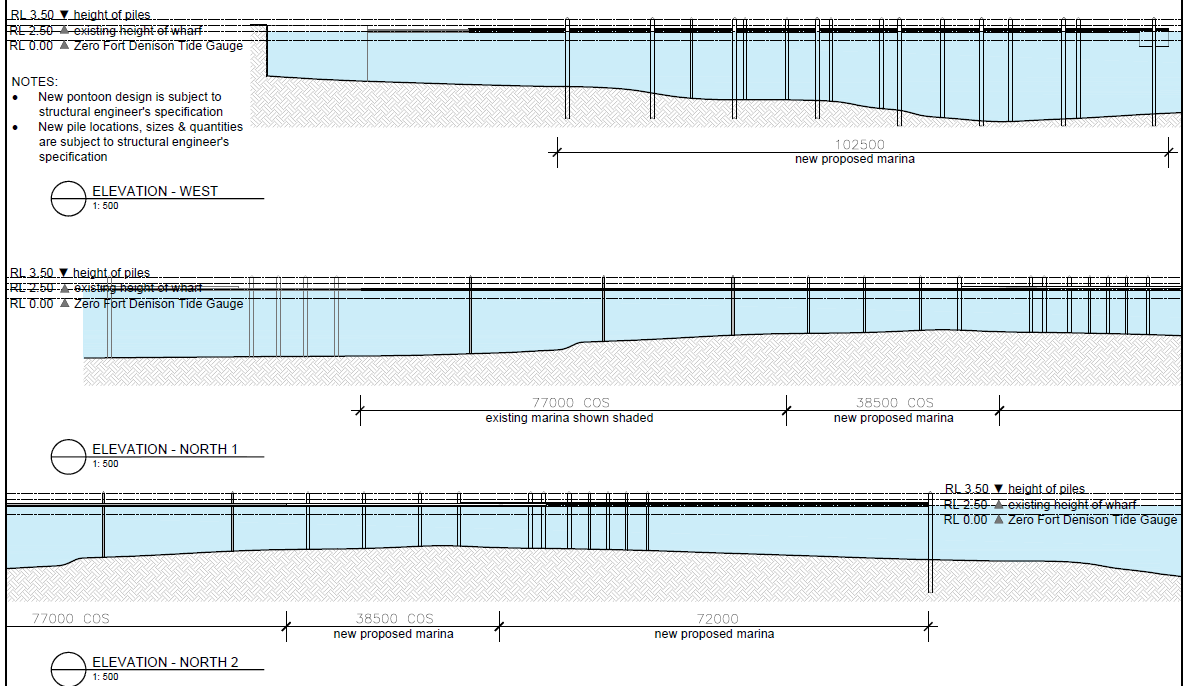 RL 3.50 ▼ height of piles
RL 2.50 ▲ existing height of wharf
RL 0.00 ▲ Zero Fort Denison Tide Gauge
NOTES:
● New pontoon design is subject to
structural engineer's specification
● New pile locations, sizes & quantities
are subject to structural engineer's
specification
102500
new proposed marina
ELEVATION - WEST
1: 500
RL 3.50 ▼ height of piles
RL 2.50 ▲ existing height of wharf
RL 0.00 ▲ Zero Fort Denison Tide Gauge
77000 COS
existing marina shown shaded
38500 COS
new proposed marina
ELEVATION - NORTH 1
1: 500
RL 3.50 ▼ height of piles
RL 2.50 ▲ existing height of wharf
RL 0.00 ▲ Zero Fort Denison Tide Gauge
77000 COS
38500 COS
new proposed marina
72000
new proposed marina
ELEVATION - NORTH 2
1: 500